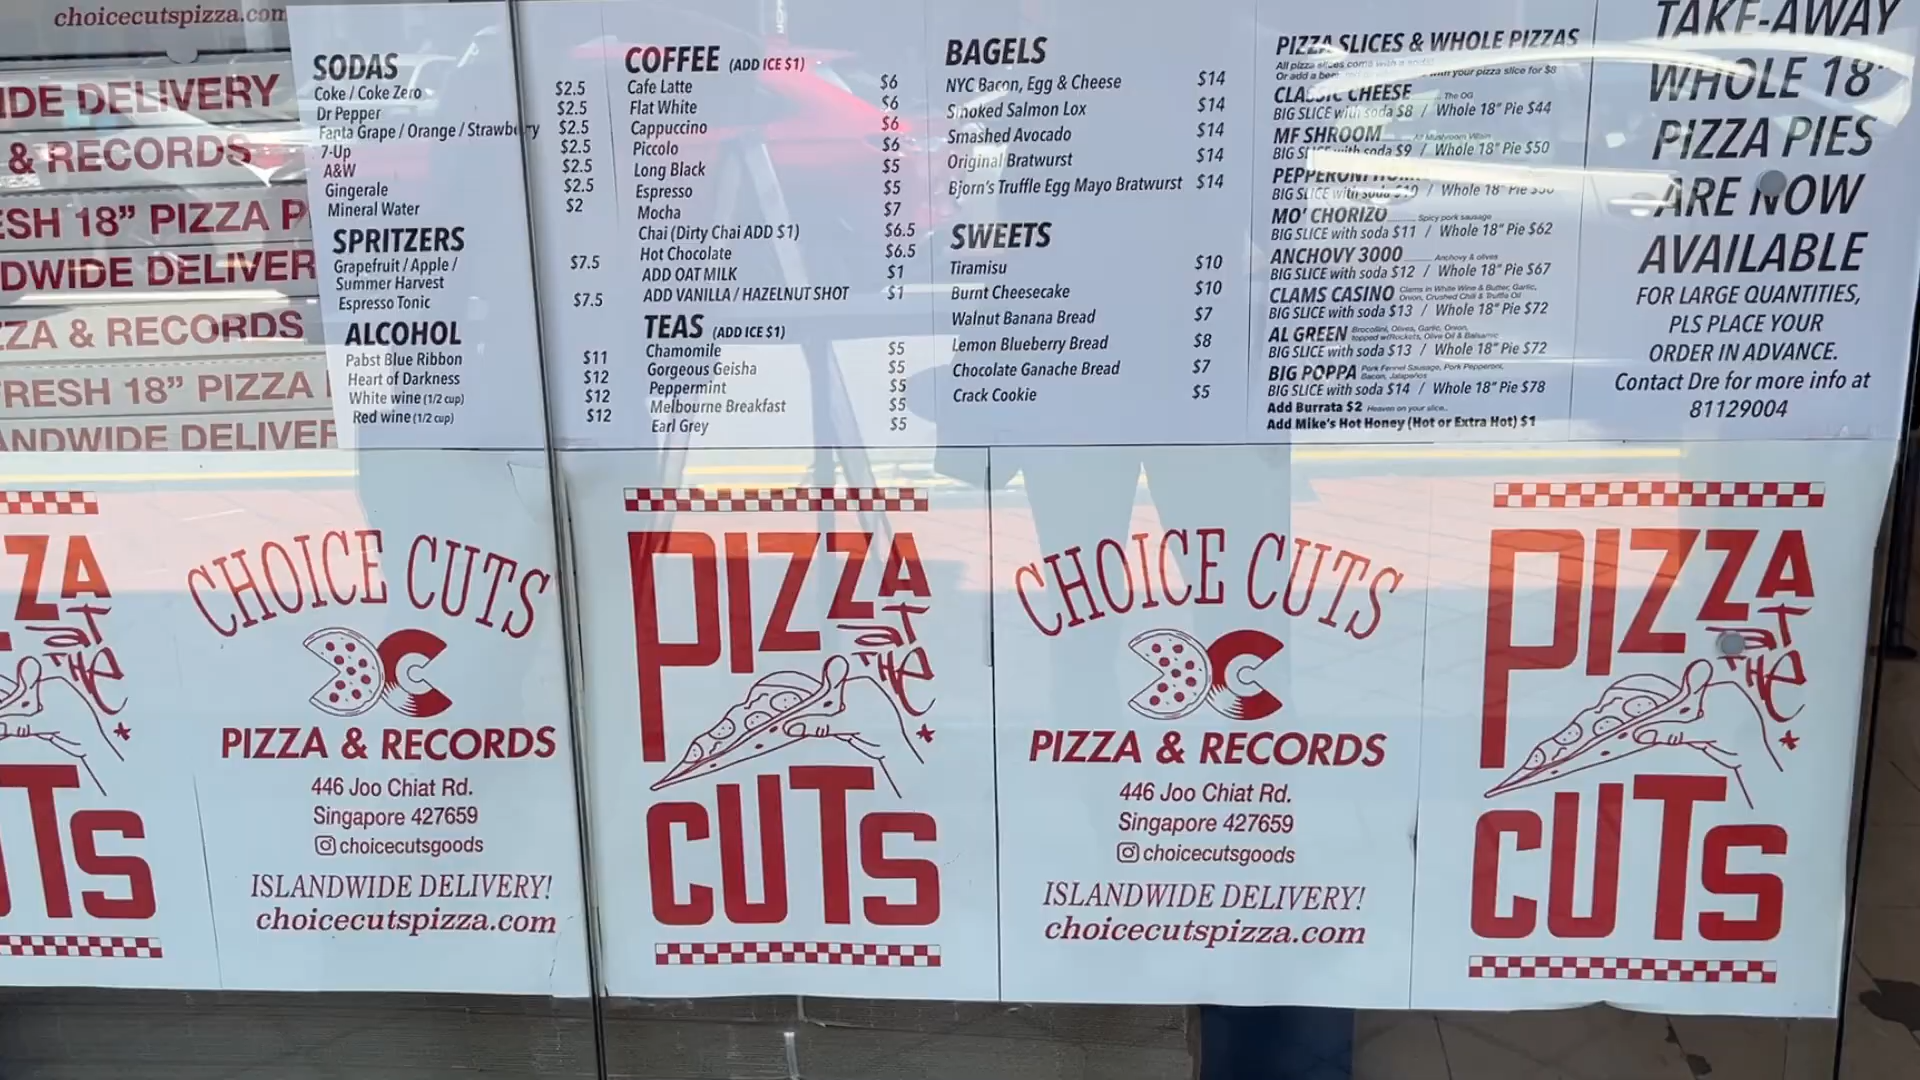 choicecutspizza.com
IDE DELIVERY
& RECORDS
ESH 18” PIZZA P
DWIDE DELIVER
ZZA & RECORDS
RESH 18” PIZZA
ANDWIDE DELIVER
SODAS
Coke / Coke Zero $2.5
Dr Pepper $2.5
Fanta Grape / Orange / Strawberry $2.5
7-Up $2.5
A&W $2.5
Gingerale $2.5
Mineral Water $2
SPRITZERS
Grapefruit / Apple / $7.5
Summer Harvest
Espresso Tonic $7.5
ALCOHOL
Pabst Blue Ribbon $11
Heart of Darkness $12
White wine (1/2 cup) $12
Red wine (1/2 cup) $12
COFFEE (ADD ICE $1)
Cafe Latte $6
Flat White $6
Cappuccino $6
Piccolo $6
Long Black $5
Espresso $5
Mocha $7
Chai (Dirty Chai ADD $1) $6.5
Hot Chocolate $6.5
ADD OAT MILK $1
ADD VANILLA / HAZELNUT SHOT $1
TEAS (ADD ICE $1)
Chamomile $5
Gorgeous Geisha $5
Peppermint $5
Melbourne Breakfast $5
Earl Grey $5
BAGELS
NYC Bacon, Egg & Cheese $14
Smoked Salmon Lox $14
Smashed Avocado $14
Original Bratwurst $14
Bjorn's Truffle Egg Mayo Bratwurst $14
SWEETS
Tiramisu $10
Burnt Cheesecake $10
Walnut Banana Bread $7
Lemon Blueberry Bread $8
Chocolate Ganache Bread $7
Crack Cookie $5
PIZZA SLICES & WHOLE PIZZAS
All pizza slices come with a soda
Or add a with your pizza slice for $8
CLASSIC CHEESE The OG
BIG SLICE with soda $8 / Whole 18" Pie $44
MF SHROOM
BIG SLICE with soda $9 / Whole 18" Pie $50
PEPPERONI
BIG SLICE with soda $10 / Whole 18" Pie
MO' CHORIZO Spicy pork sausage
BIG SLICE with soda $11 / Whole 18" Pie $62
ANCHOVY 3000 Anchovy & olives
BIG SLICE with soda $12 / Whole 18" Pie $67
CLAMS CASINO Clams in White Wine & Butter, Garlic,
Onion, Crushed Chili & Truffle Oil
BIG SLICE with soda $13 / Whole 18" Pie $72
AL GREEN Brocollini, Olives, Garlic, Onion,
topped w/Rockets, Olive Oil & Balsamic
BIG SLICE with soda $13 / Whole 18" Pie $72
BIG POPPA Pork Fennel Sausage, Pork Pepperoni,
Bacon, Jalapeños
BIG SLICE with soda $14 / Whole 18" Pie $78
Add Burrata $2 Heaven on your slice..
Add Mike's Hot Honey (Hot or Extra Hot) $1
TAKE-AWAY
WHOLE 18"
PIZZA PIES
ARE NOW
AVAILABLE
FOR LARGE QUANTITIES,
PLS PLACE YOUR
ORDER IN ADVANCE.
Contact Dre for more info at
81129004
ZZA
AT
THE
UTS
CHOICE CUTS
PIZZA & RECORDS
446 Joo Chiat Rd.
Singapore 427659
choicecutsgoods
ISLANDWIDE DELIVERY!
choicecutspizza.com
PIZZA
AT
THE
CUTS
CHOICE CUTS
PIZZA & RECORDS
446 Joo Chiat Rd.
Singapore 427659
choicecutsgoods
ISLANDWIDE DELIVERY!
choicecutspizza.com
PIZZA
AT
THE
CUTS